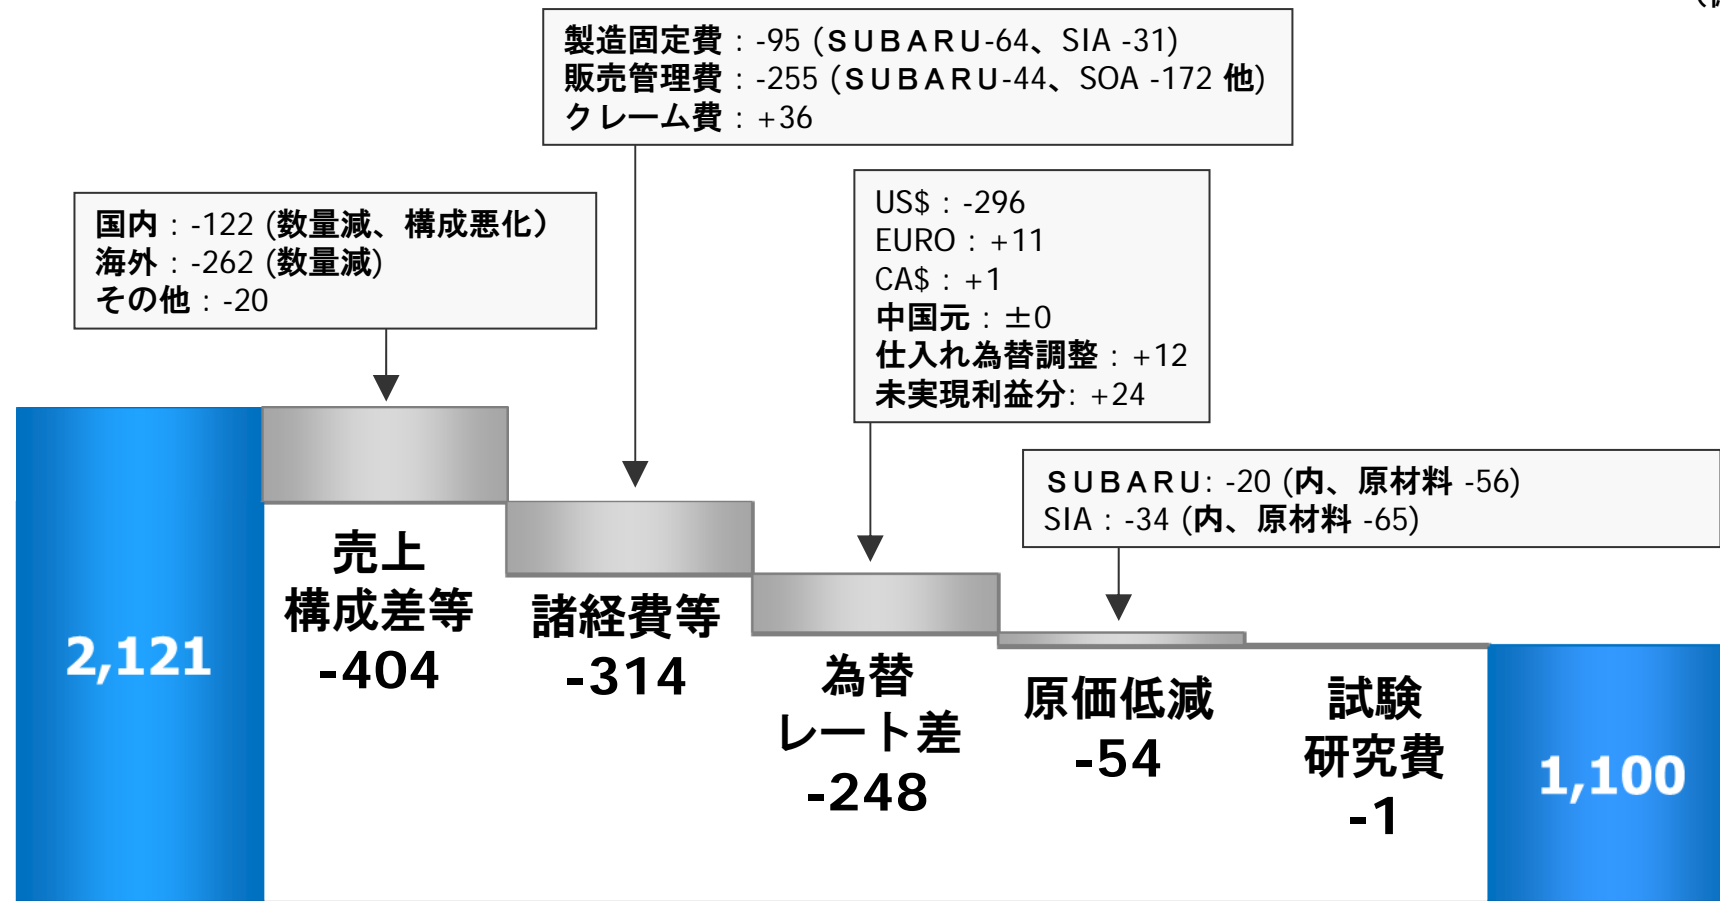 製造固定費 : -95 (SUBARU-64、SIA -31)
販売管理費 : -255 (SUBARU-44、SOA -172 他)
クレーム費 : +36
国内 : -122 (数量減、構成悪化）
海外 : -262 (数量減)
その他 : -20
US$ : -296
EURO : +11
CA$ : +1
中国元 : ±0
仕入れ為替調整 : +12
未実現利益分: +24
SUBARU: -20 (内、原材料 -56)
SIA : -34 (内、原材料 -65)
2,121
売上
構成差等
-404
諸経費等
-314
為替
レート差
-248
原価低減
-54
試験
研究費
-1
1,100